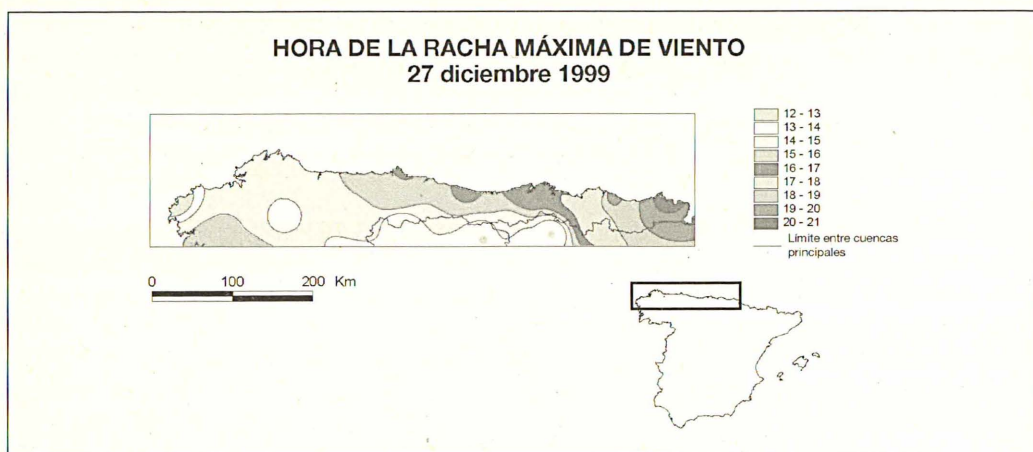 HORA DE LA RACHA MÁXIMA DE VIENTO
27 diciembre 1999
12 - 13
13 - 14
14 - 15
15 - 16
16 - 17
17 - 18
18 - 19
19 - 20
20 - 21
Límite entre cuencas
principales
0 100 200 Km